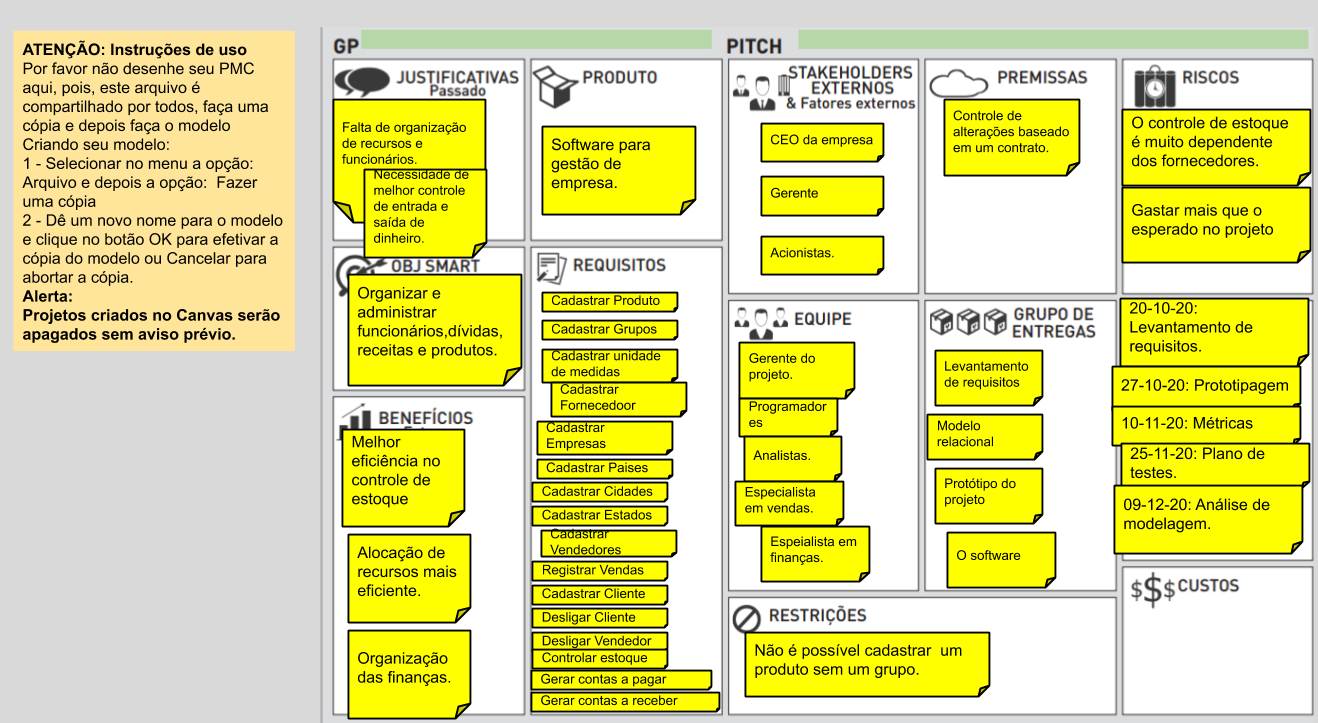 ATENÇÃO: Instruções de uso
Por favor não desenhe seu PMC
aqui, pois, este arquivo é
compartilhado por todos, faça uma
cópia e depois faça o modelo
Criando seu modelo:
1 - Selecionar no menu a opção:
Arquivo e depois a opção: Fazer
uma cópia
2 - Dê um novo nome para o modelo
e clique no botão OK para efetivar a
cópia do modelo ou Cancelar para
abortar a cópia.
Alerta:
Projetos criados no Canvas serão
apagados sem aviso prévio.
GP
PITCH
JUSTIFICATIVAS
Passado
Falta de organização
de recursos e
funcionários.
Necessidade de
melhor controle
de entrada e
saída de
dinheiro.
OBJ SMART
Organizar e
administrar
funcionários,dívidas,
receitas e produtos.
BENEFÍCIOS
Melhor
eficiência no
controle de
estoque
Alocação de
recursos mais
eficiente.
Organização
das finanças.
PRODUTO
Software para
gestão de
empresa.
REQUISITOS
Cadastrar Produto
Cadastrar Grupos
Cadastrar unidade
de medidas
Cadastrar
Fornecedoor
Cadastrar
Empresas
Cadastrar Paises
Cadastrar Cidades
Cadastrar Estados
Cadastrar
Vendedores
Registrar Vendas
Cadastrar Cliente
Desligar Cliente
Desligar Vendedor
Controlar estoque
Gerar contas a pagar
Gerar contas a receber
STAKEHOLDERS
EXTERNOS
& Fatores externos
CEO da empresa
Gerente
Acionistas.
EQUIPE
Gerente do
projeto.
Programador
es
Analistas.
Especialista
em vendas.
Espeialista em
finanças.
PREMISSAS
Controle de
alterações baseado
em um contrato.
GRUPO DE
ENTREGAS
Levantamento
de requisitos
Modelo
relacional
Protótipo do
projeto
O software
RESTRIÇÕES
Não é possível cadastrar um
produto sem um grupo.
RISCOS
O controle de estoque
é muito dependente
dos fornecedores.
Gastar mais que o
esperado no projeto
20-10-20:
Levantamento de
requisitos.
27-10-20: Prototipagem
10-11-20: Métricas
25-11-20: Plano de
testes.
09-12-20: Análise de
modelagem.
$$$ CUSTOS